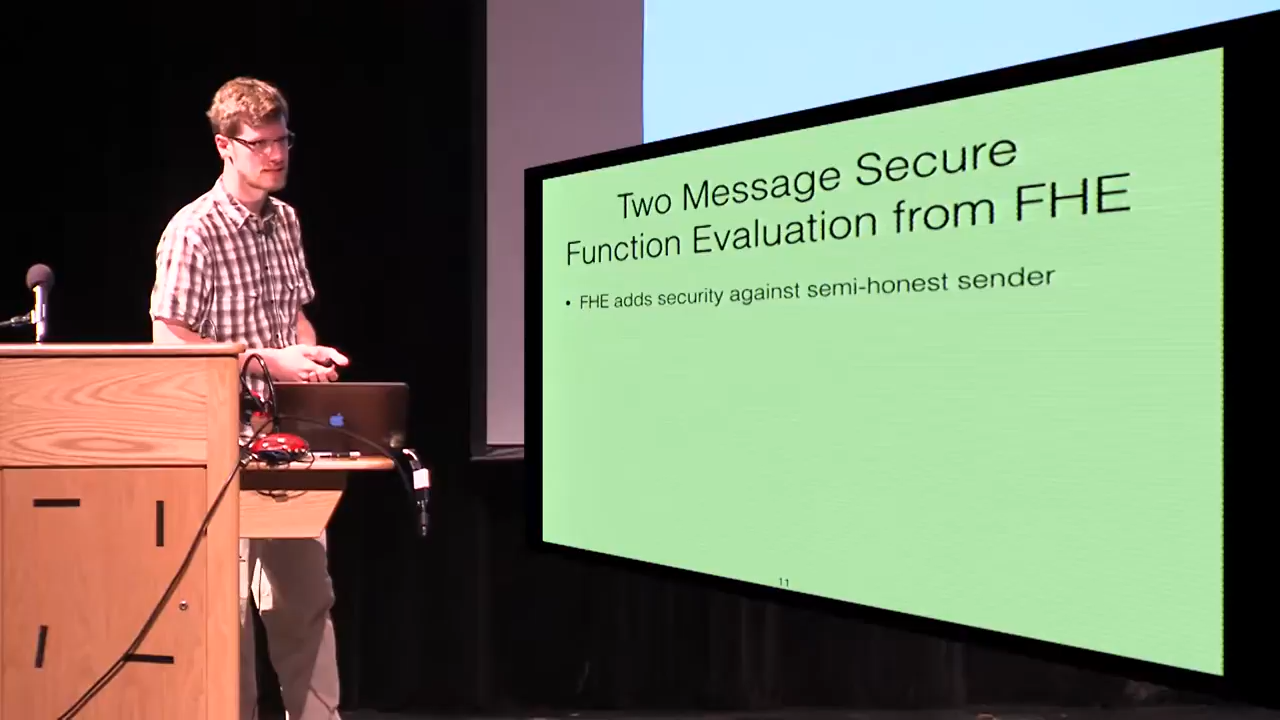 Two Message Secure
Function Evaluation from FHE
• FHE adds security against semi-honest sender
11